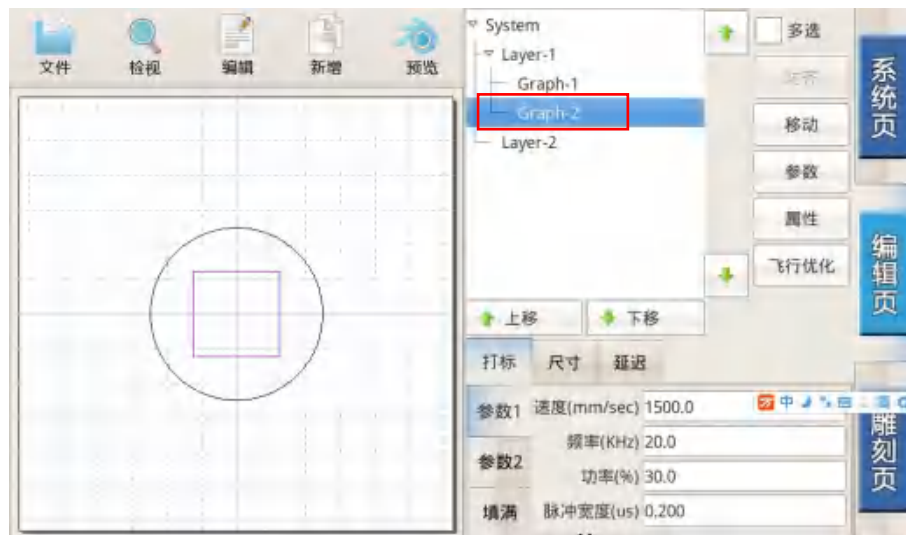 文件 检视 编辑 新增 预览
System
Layer-1
Graph-1
Graph-2
Layer-2
多选
对齐
移动
参数
属性
飞行优化
上移 下移
打标 尺寸 延迟
参数1 速度(mm/sec) 1500.0
频率(KHz) 20.0
参数2
功率(%) 30.0
填满 脉冲宽度(us) 0.200
中
系统页
编辑页
雕刻页